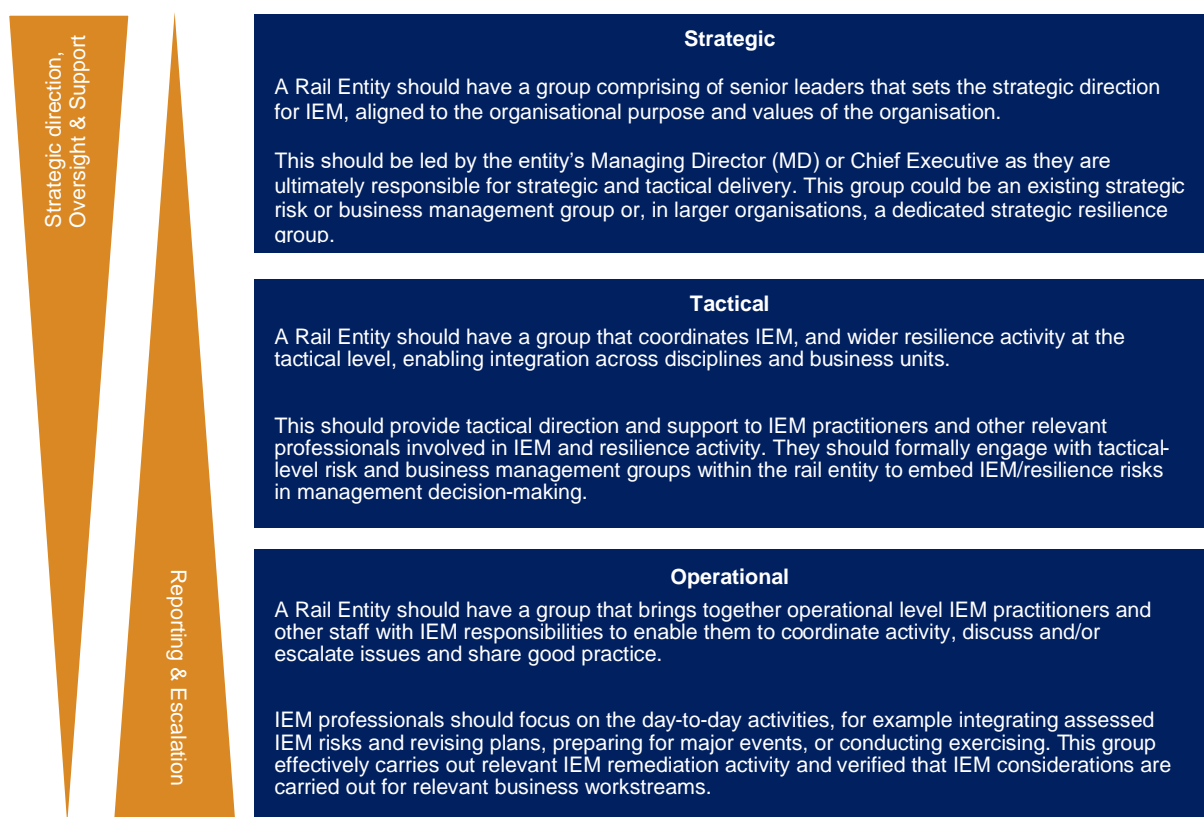 Strategic direction,
Oversight & Support
Reporting & Escalation
Strategic
A Rail Entity should have a group comprising of senior leaders that sets the strategic direction
for IEM, aligned to the organisational purpose and values of the organisation.
This should be led by the entity's Managing Director (MD) or Chief Executive as they are
ultimately responsible for strategic and tactical delivery. This group could be an existing strategic
risk or business management group or, in larger organisations, a dedicated strategic resilience
group.
Tactical
A Rail Entity should have a group that coordinates IEM, and wider resilience activity at the
tactical level, enabling integration across disciplines and business units.
This should provide tactical direction and support to IEM practitioners and other relevant
professionals involved in IEM and resilience activity. They should formally engage with tactical-
level risk and business management groups within the rail entity to embed IEM/resilience risks
in management decision-making.
Operational
A Rail Entity should have a group that brings together operational level IEM practitioners and
other staff with IEM responsibilities to enable them to coordinate activity, discuss and/or
escalate issues and share good practice.
IEM professionals should focus on the day-to-day activities, for example integrating assessed
IEM risks and revising plans, preparing for major events, or conducting exercising. This group
effectively carries out relevant IEM remediation activity and verified that IEM considerations are
carried out for relevant business workstreams.